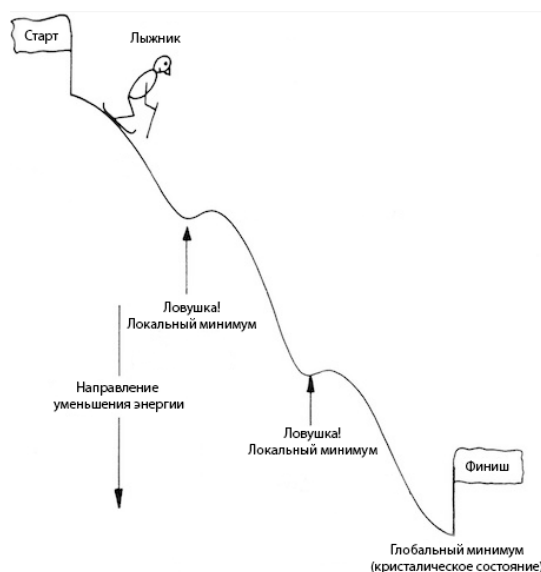 Старт
Лыжник
Ловушка!
Локальный минимум
Направление
уменьшения энергии
Ловушка!
Локальный минимум
Финиш
Глобальный минимум
(кристалическое состояние)